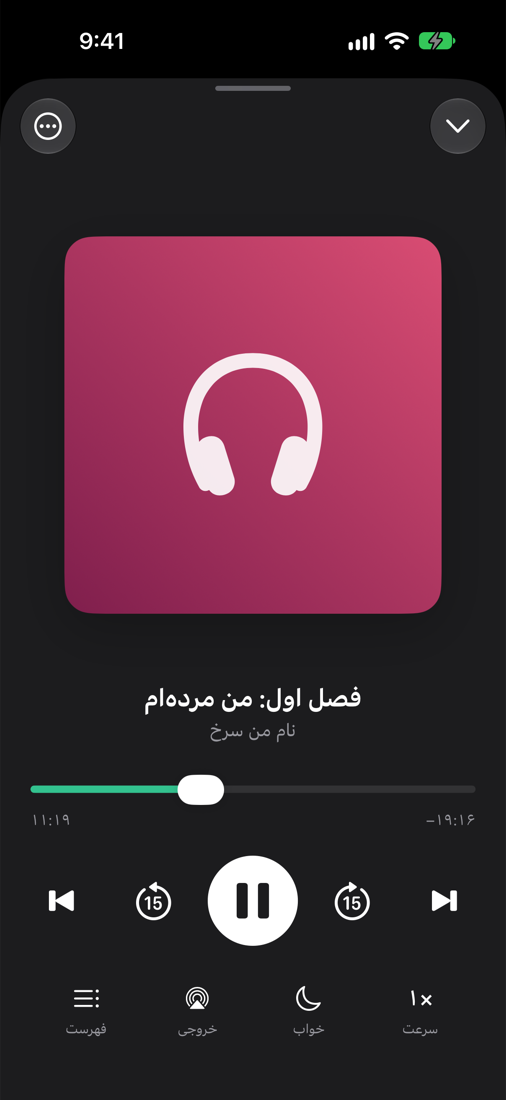 9:41
فصل اول: من مرده‌ام
نام من سرخ
۱۱:۱۹
−۱۹:۱۶
15
15
۱×
سرعت
خواب
خروجی
فهرست